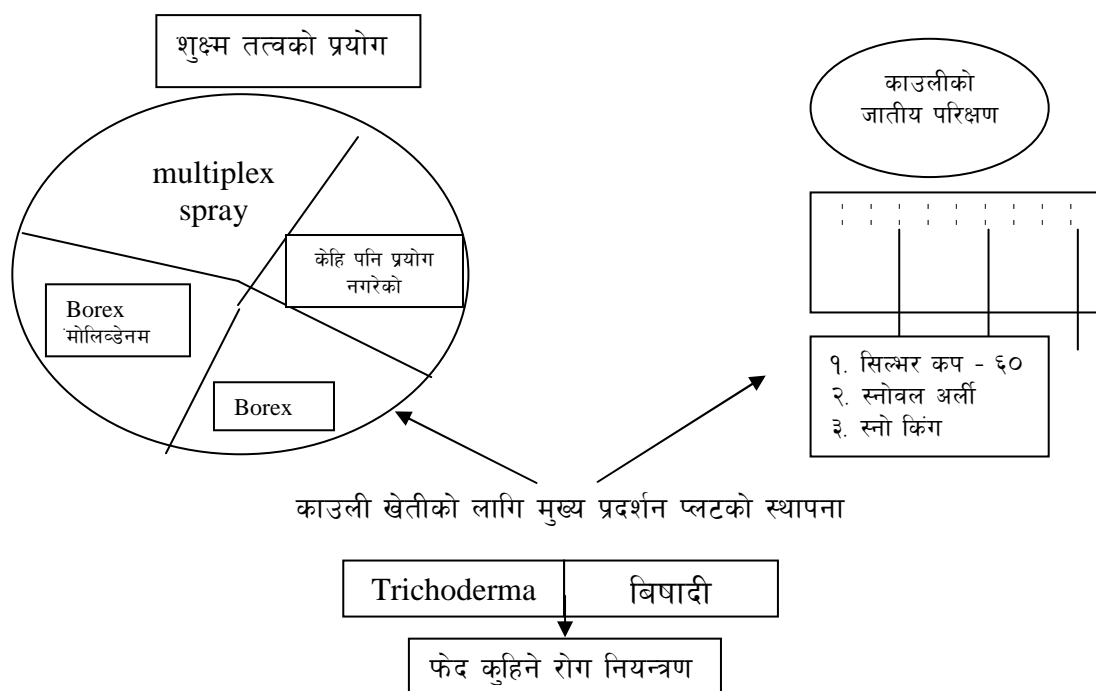 शुक्ष्म तत्वको प्रयोग
काउलीको
जातीय परिक्षण
multiplex
spray
केहि पनि प्रयोग
नगरेको
Borex
मोलिव्डेनम
Borex
१. सिल्भर कप - ६०
२. स्नोवल अर्ली
३. स्नो किंग
काउली खेतीको लागि मुख्य प्रदर्शन प्लटको स्थापना
Trichoderma बिषादी
फेद कुहिने रोग नियन्त्रण